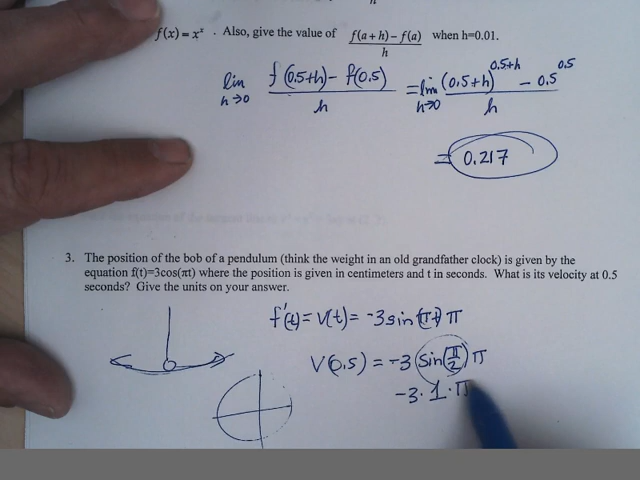 h
f(x) = xˣ . Also, give the value of f(a+h) − f(a) / h when h=0.01.
lim h→0 f(0.5+h) − f(0.5) / h = lim h→0 (0.5+h)^0.5+h − 0.5^0.5 / h
= 0.217
3. The position of the bob of a pendulum (think the weight in an old grandfather clock) is given by the
equation f(t)=3cos(πt) where the position is given in centimeters and t in seconds. What is its velocity at 0.5
seconds? Give the units on your answer.
f'(t) = V(t) = −3 sin(πt) π
V(0.5) = −3 (sin(π/2)) π
−3 · 1 · π